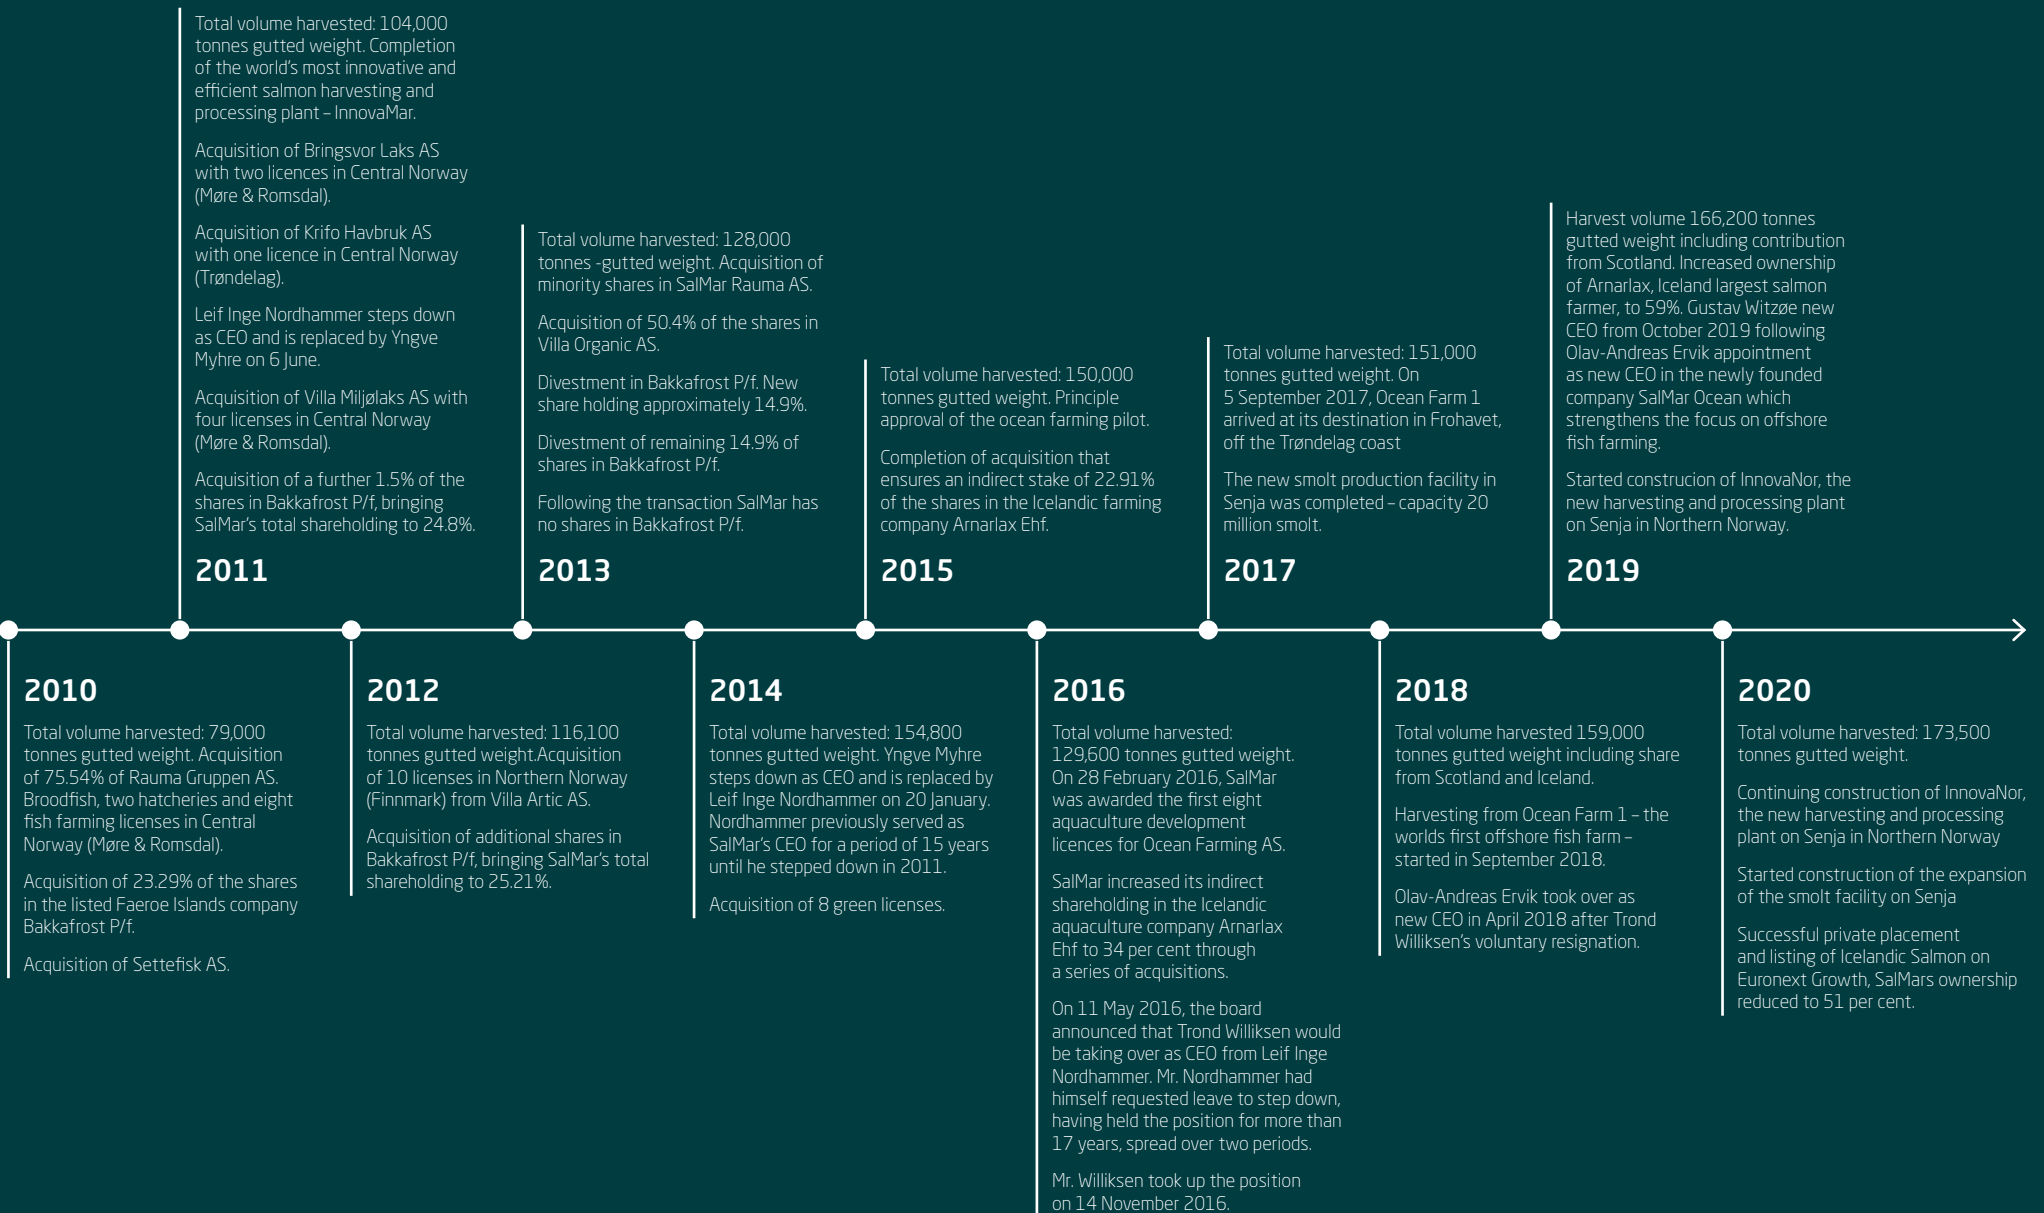 Total volume harvested: 104,000
tonnes gutted weight. Completion
of the world's most innovative and
efficient salmon harvesting and
processing plant – InnovaMar.
Acquisition of Bringsvor Laks AS
with two licences in Central Norway
(Møre & Romsdal).
Acquisition of Krifo Havbruk AS
with one licence in Central Norway
(Trøndelag).
Leif Inge Nordhammer steps down
as CEO and is replaced by Yngve
Myhre on 6 June.
Acquisition of Villa Miljølaks AS with
four licenses in Central Norway
(Møre & Romsdal).
Acquisition of a further 1.5% of the
shares in Bakkafrost P/f, bringing
SalMar's total shareholding to 24.8%.
2011
Total volume harvested: 128,000
tonnes -gutted weight. Acquisition of
minority shares in SalMar Rauma AS.
Acquisition of 50.4% of the shares in
Villa Organic AS.
Divestment in Bakkafrost P/f. New
share holding approximately 14.9%.
Divestment of remaining 14.9% of
shares in Bakkafrost P/f.
Following the transaction SalMar has
no shares in Bakkafrost P/f.
2013
Total volume harvested: 150,000
tonnes gutted weight. Principle
approval of the ocean farming pilot.
Completion of acquisition that
ensures an indirect stake of 22.91%
of the shares in the Icelandic farming
company Arnarlax Ehf.
2015
Total volume harvested: 151,000
tonnes gutted weight. On
5 September 2017, Ocean Farm 1
arrived at its destination in Frohavet,
off the Trøndelag coast
The new smolt production facility in
Senja was completed – capacity 20
million smolt.
2017
Harvest volume 166,200 tonnes
gutted weight including contribution
from Scotland. Increased ownership
of Arnarlax, Iceland largest salmon
farmer, to 59%. Gustav Witzøe new
CEO from October 2019 following
Olav-Andreas Ervik appointment
as new CEO in the newly founded
company SalMar Ocean which
strengthens the focus on offshore
fish farming.
Started construcion of InnovaNor, the
new harvesting and processing plant
on Senja in Northern Norway.
2019
2010
Total volume harvested: 79,000
tonnes gutted weight. Acquisition
of 75.54% of Rauma Gruppen AS.
Broodfish, two hatcheries and eight
fish farming licenses in Central
Norway (Møre & Romsdal).
Acquisition of 23.29% of the shares
in the listed Faeroe Islands company
Bakkafrost P/f.
Acquisition of Settefisk AS.
2012
Total volume harvested: 116,100
tonnes gutted weight.Acquisition
of 10 licenses in Northern Norway
(Finnmark) from Villa Artic AS.
Acquisition of additional shares in
Bakkafrost P/f, bringing SalMar's total
shareholding to 25.21%.
2014
Total volume harvested: 154,800
tonnes gutted weight. Yngve Myhre
steps down as CEO and is replaced by
Leif Inge Nordhammer on 20 January.
Nordhammer previously served as
SalMar's CEO for a period of 15 years
until he stepped down in 2011.
Acquisition of 8 green licenses.
2016
Total volume harvested:
129,600 tonnes gutted weight.
On 28 February 2016, SalMar
was awarded the first eight
aquaculture development
licences for Ocean Farming AS.
SalMar increased its indirect
shareholding in the Icelandic
aquaculture company Arnarlax
Ehf to 34 per cent through
a series of acquisitions.
On 11 May 2016, the board
announced that Trond Williksen would
be taking over as CEO from Leif Inge
Nordhammer. Mr. Nordhammer had
himself requested leave to step down,
having held the position for more than
17 years, spread over two periods.
Mr. Williksen took up the position
on 14 November 2016.
2018
Total volume harvested 159,000
tonnes gutted weight including share
from Scotland and Iceland.
Harvesting from Ocean Farm 1 – the
worlds first offshore fish farm –
started in September 2018.
Olav-Andreas Ervik took over as
new CEO in April 2018 after Trond
Williksen's voluntary resignation.
2020
Total volume harvested: 173,500
tonnes gutted weight.
Continuing construction of InnovaNor,
the new harvesting and processing
plant on Senja in Northern Norway
Started construction of the expansion
of the smolt facility on Senja
Successful private placement
and listing of Icelandic Salmon on
Euronext Growth, SalMars ownership
reduced to 51 per cent.